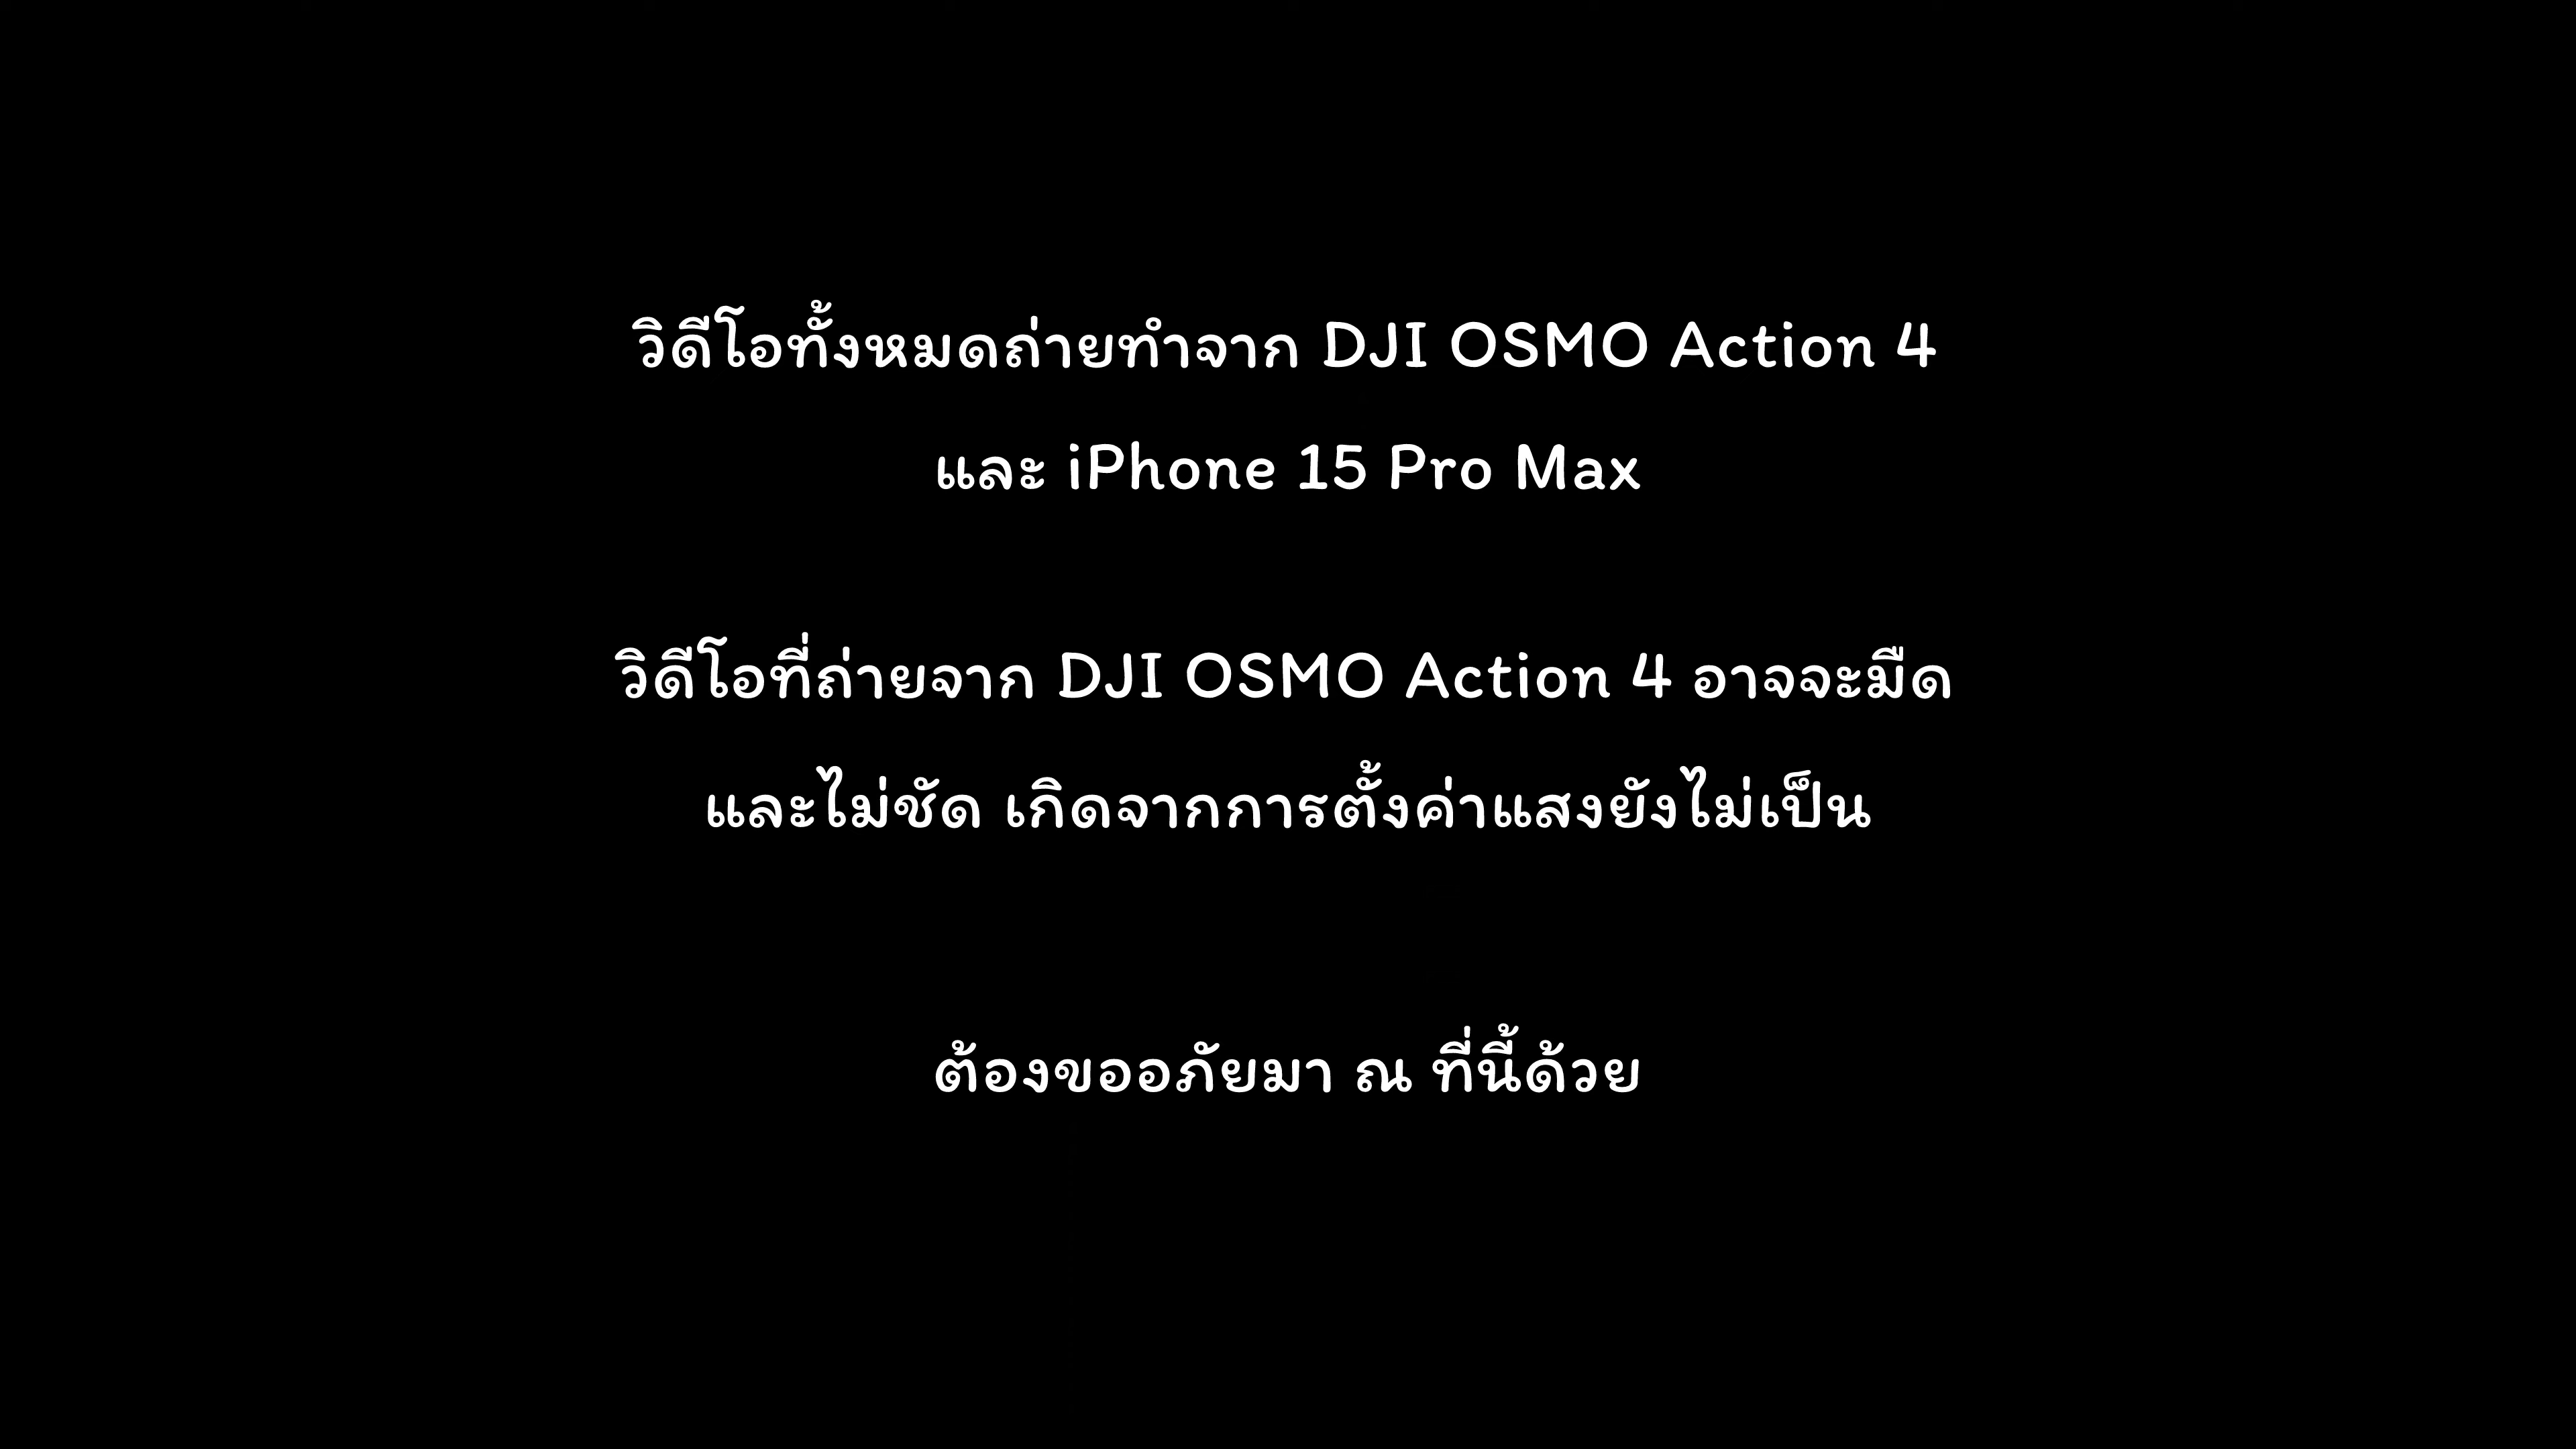 วิดีโอทั้งหมดถ่ายทำจาก DJI OSMO Action 4
และ iPhone 15 Pro Max
วิดีโอที่ถ่ายจาก DJI OSMO Action 4 อาจจะมืด
และไม่ชัด เกิดจากการตั้งค่าแสงยังไม่เป็น
ต้องขออภัยมา ณ ที่นี้ด้วย